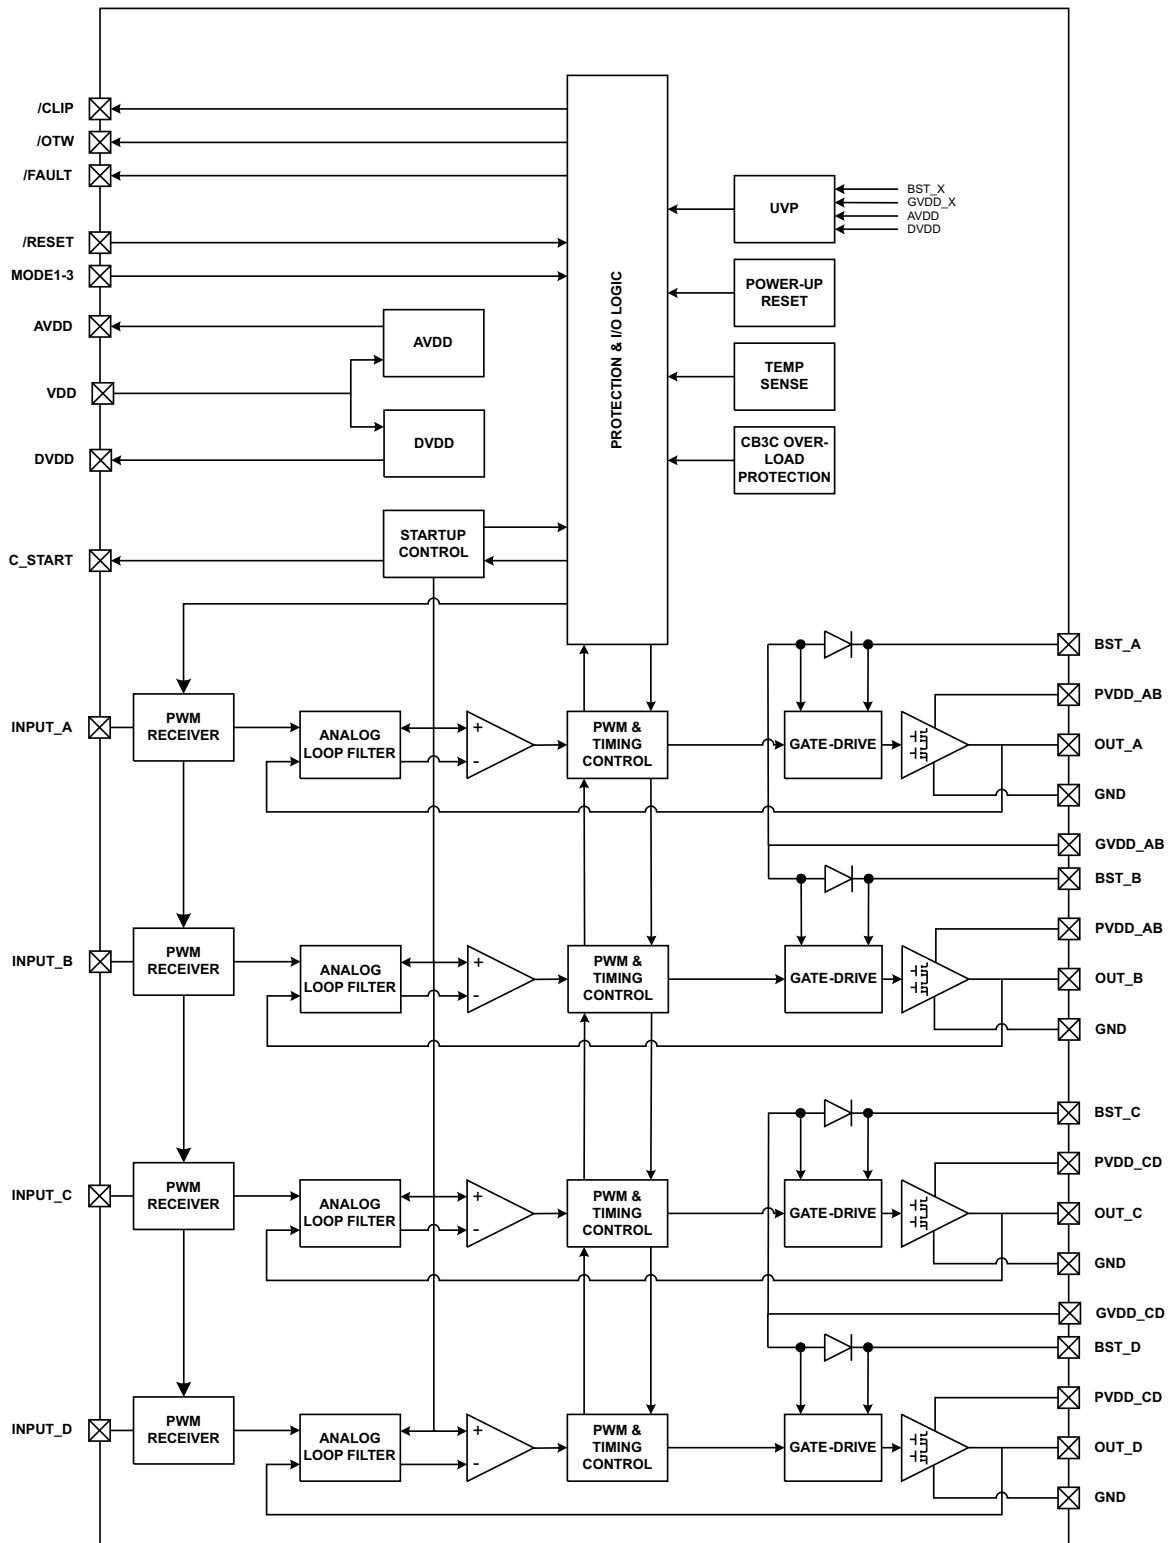 /CLIP
/OTW
/FAULT
/RESET
MODE1-3
AVDD
VDD
DVDD
C_START
AVDD
DVDD
STARTUP
CONTROL
PROTECTION & I/O LOGIC
UVP
BST_X
GVDD_X
AVDD
DVDD
POWER-UP
RESET
TEMP
SENSE
CB3C OVER-
LOAD
PROTECTION
INPUT_A
PWM
RECEIVER
ANALOG
LOOP FILTER
+
-
PWM &
TIMING
CONTROL
GATE-DRIVE
BST_A
PVDD_AB
OUT_A
GND
GVDD_AB
INPUT_B
PWM
RECEIVER
ANALOG
LOOP FILTER
+
-
PWM &
TIMING
CONTROL
GATE-DRIVE
BST_B
PVDD_AB
OUT_B
GND
INPUT_C
PWM
RECEIVER
ANALOG
LOOP FILTER
+
-
PWM &
TIMING
CONTROL
GATE-DRIVE
BST_C
PVDD_CD
OUT_C
GND
GVDD_CD
INPUT_D
PWM
RECEIVER
ANALOG
LOOP FILTER
+
-
PWM &
TIMING
CONTROL
GATE-DRIVE
BST_D
PVDD_CD
OUT_D
GND